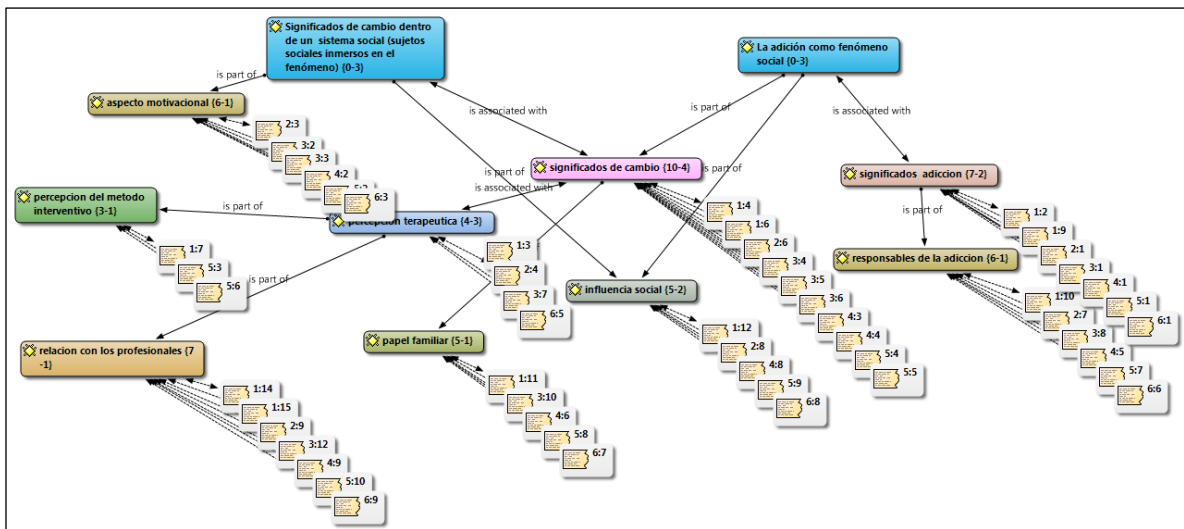 Significados de cambio dentro
de un sistema social (sujetos
sociales inmersos en el
fenómeno) {0-3}
La adición como fenómeno
social {0-3}
is part of
aspecto motivacional {6-1}
is associated with
is part of
is associated with
2:3
3:2
3:3
4:2
5:2
6:3
is part of
is part of
significados de cambio {10-4}
significados adiccion {7-2}
is associated with
percepcion del metodo
interventivo {3-1}
is part of
percepcion terapeutica {4-3}
is part of
1:7
5:3
5:6
1:3
2:4
3:7
6:5
1:4
1:6
2:6
3:4
3:5
3:6
4:3
4:4
5:4
5:5
1:2
1:9
2:1
3:1
4:1
5:1
6:1
is part of
responsables de la adiccion {6-1}
influencia social {5-2}
1:10
2:7
3:8
4:5
5:7
6:6
relacion con los profesionales {7
-1}
papel familiar {5-1}
1:12
2:8
4:8
5:9
6:8
1:14
1:15
2:9
3:12
4:9
5:10
6:9
1:11
3:10
4:6
5:8
6:7